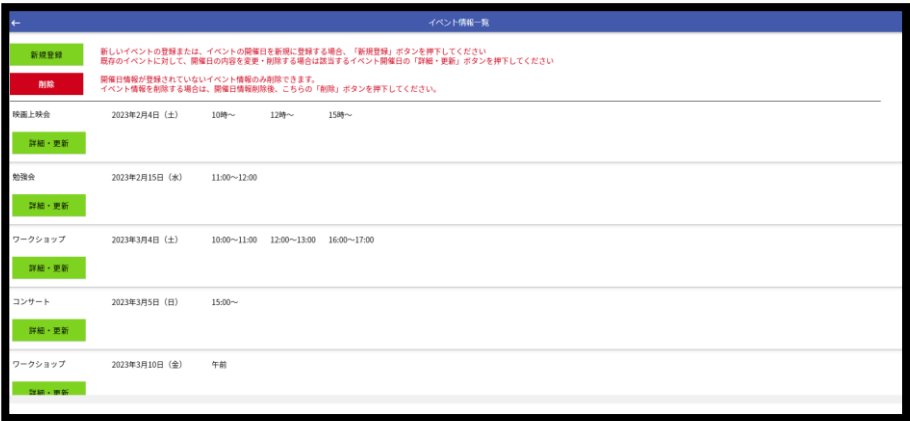 ←
イベント情報一覧
新規登録
新しいイベントの登録または、イベントの開催日を新規に登録する場合、「新規登録」ボタンを押下してください
既存のイベントに対して、開催日の内容を変更・削除する場合は該当するイベント開催日の「詳細・更新」ボタンを押下してください
削除
開催日情報が登録されていないイベント情報のみ削除できます。
イベント情報を削除する場合は、開催日情報削除後、こちらの「削除」ボタンを押下してください。
映画上映会 2023年2月4日（土） 10時～ 12時～ 15時～
詳細・更新
勉強会 2023年2月15日（水） 11:00～12:00
詳細・更新
ワークショップ 2023年3月4日（土） 10:00～11:00 12:00～13:00 16:00～17:00
詳細・更新
コンサート 2023年3月5日（日） 15:00～
詳細・更新
ワークショップ 2023年3月10日（金） 午前
詳細・更新